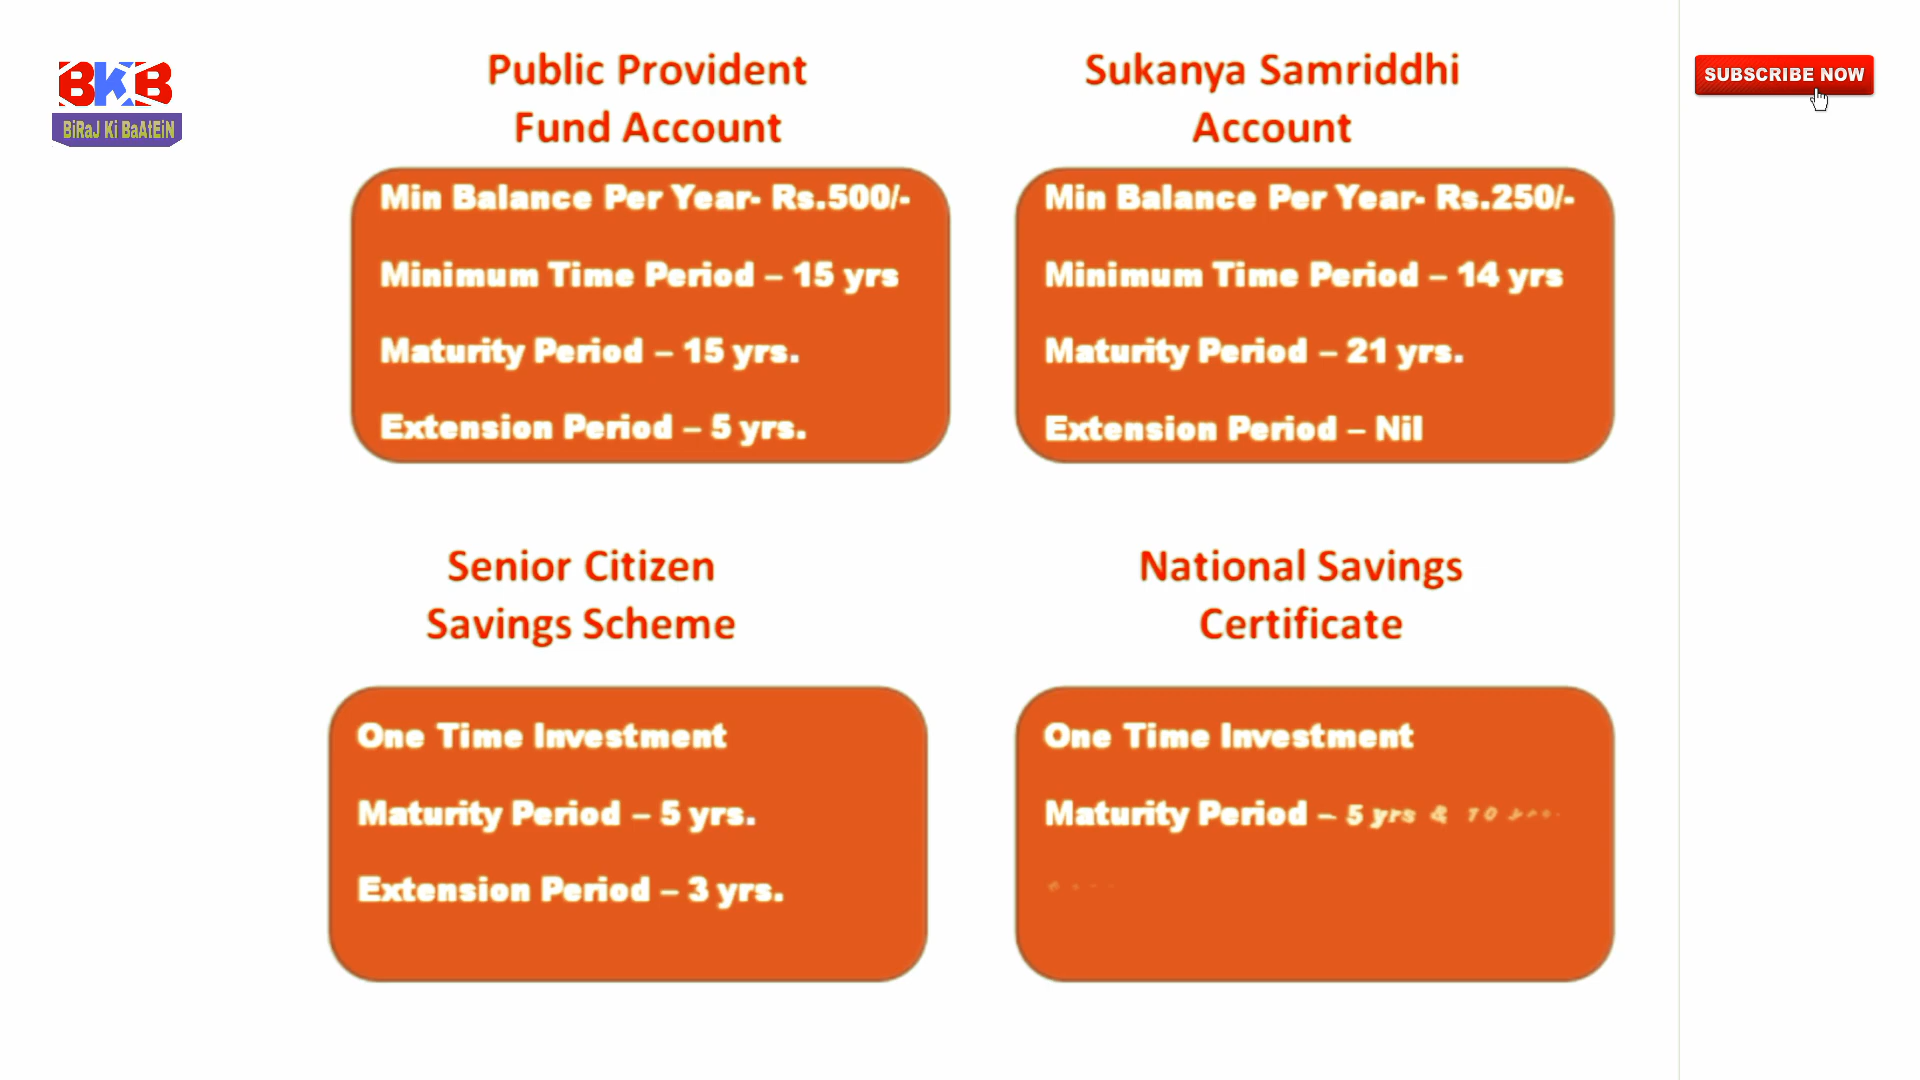 BKB
BiRaJ Ki BaAtEiN
SUBSCRIBE NOW
Public Provident
Fund Account
Min Balance Per Year- Rs.500/-
Minimum Time Period – 15 yrs
Maturity Period – 15 yrs.
Extension Period – 5 yrs.
Sukanya Samriddhi
Account
Min Balance Per Year- Rs.250/-
Minimum Time Period – 14 yrs
Maturity Period – 21 yrs.
Extension Period – Nil
Senior Citizen
Savings Scheme
One Time Investment
Maturity Period – 5 yrs.
Extension Period – 3 yrs.
National Savings
Certificate
One Time Investment
Maturity Period – 5 yrs & 10